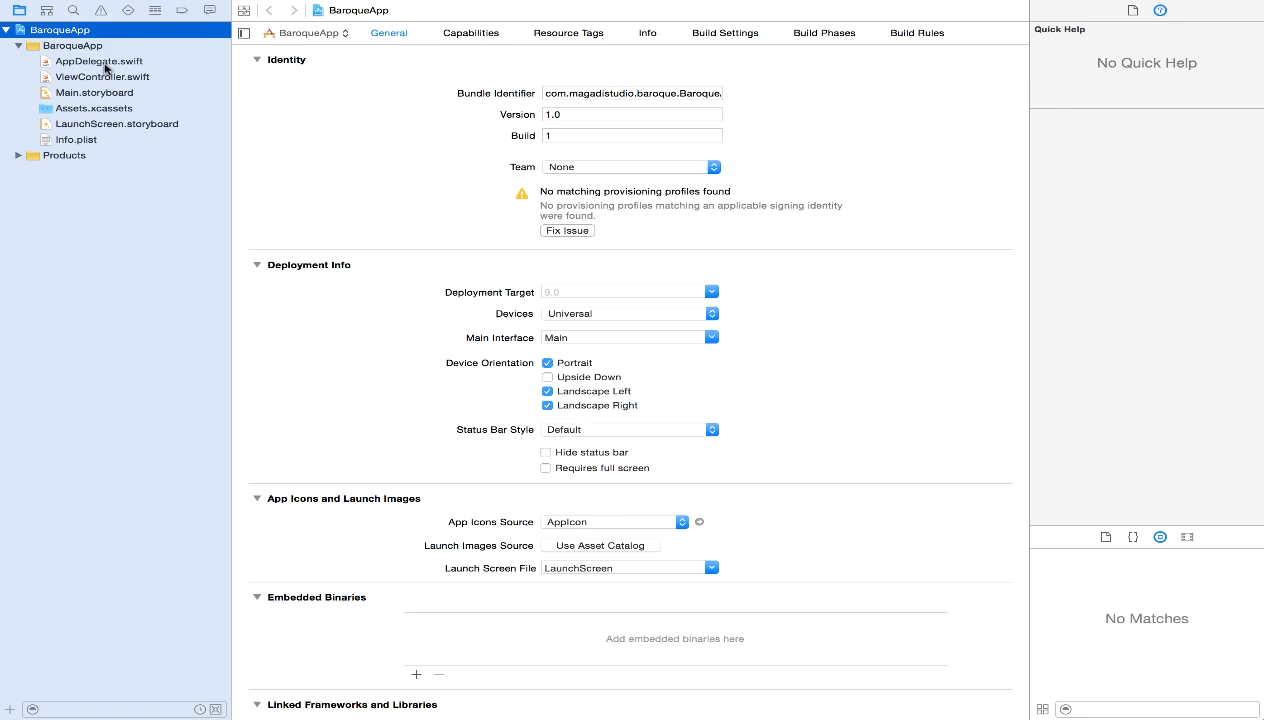 BaroqueApp
BaroqueApp
BaroqueApp
AppDelegate.swift
ViewController.swift
Main.storyboard
Assets.xcassets
LaunchScreen.storyboard
Info.plist
Products
BaroqueApp
General
Capabilities
Resource Tags
Info
Build Settings
Build Phases
Build Rules
Identity
Bundle Identifier com.magadistudio.baroque.Baroque
Version 1.0
Build 1
Team None
No matching provisioning profiles found
No provisioning profiles matching an applicable signing identity
were found.
Fix Issue
Deployment Info
Deployment Target 9.0
Devices Universal
Main Interface Main
Device Orientation Portrait
Upside Down
Landscape Left
Landscape Right
Status Bar Style Default
Hide status bar
Requires full screen
App Icons and Launch Images
App Icons Source AppIcon
Launch Images Source Use Asset Catalog
Launch Screen File LaunchScreen
Embedded Binaries
Add embedded binaries here
Linked Frameworks and Libraries
Quick Help
No Quick Help
No Matches